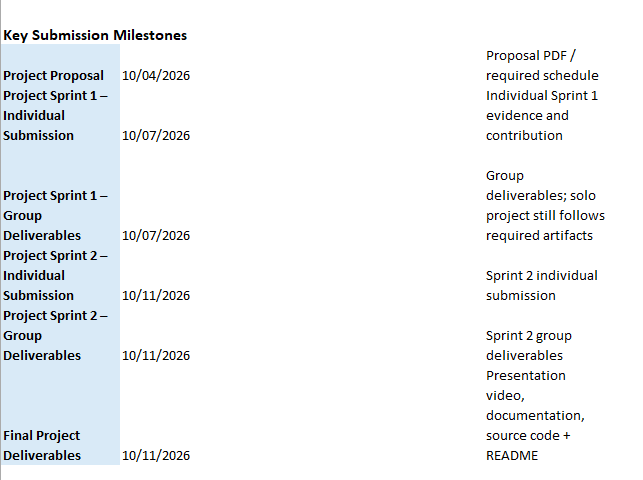 Key Submission Milestones
Proposal PDF /
Project Proposal 10/04/2026 required schedule
Project Sprint 1 – Individual Sprint 1
Individual evidence and
Submission 10/07/2026 contribution
Group
Project Sprint 1 – deliverables; solo
Group project still follows
Deliverables 10/07/2026 required artifacts
Project Sprint 2 –
Individual Sprint 2 individual
Submission 10/11/2026 submission
Project Sprint 2 –
Group Sprint 2 group
Deliverables 10/11/2026 deliverables
Presentation
video,
documentation,
Final Project source code +
Deliverables 10/11/2026 README